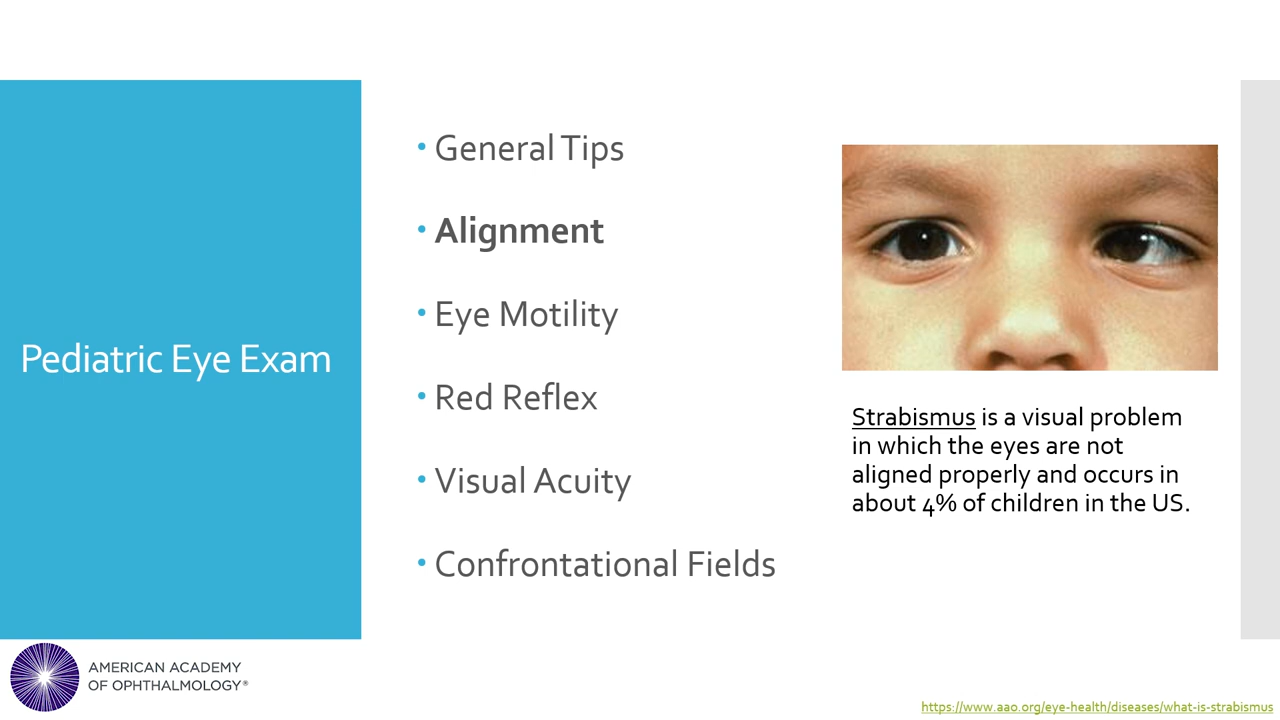 Pediatric Eye Exam
• General Tips
• Alignment
• Eye Motility
• Red Reflex
• Visual Acuity
• Confrontational Fields
Strabismus is a visual problem
in which the eyes are not
aligned properly and occurs in
about 4% of children in the US.
AMERICAN ACADEMY
OF OPHTHALMOLOGY®
https://www.aao.org/eye-health/diseases/what-is-strabismus